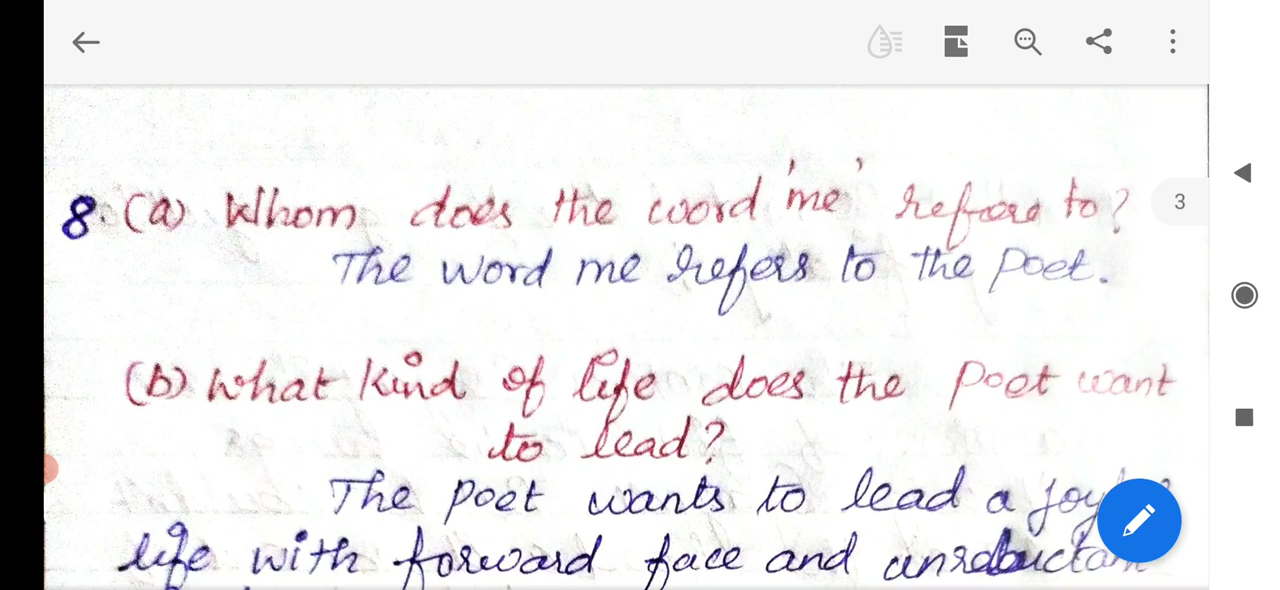 3
8. (a) Whom does the word 'me' refers to?
The word me refers to the Poet.
(b) What kind of life does the Poet want
to lead?
The Poet wants to lead a
life with forward face and